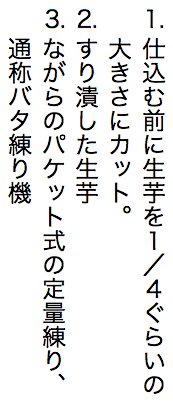 1. 仕込む前に生芋を1／4ぐらいの
大きさにカット。
2. すり潰した生芋
3. ながらのパケット式の定量練り、
通称バタ練り機